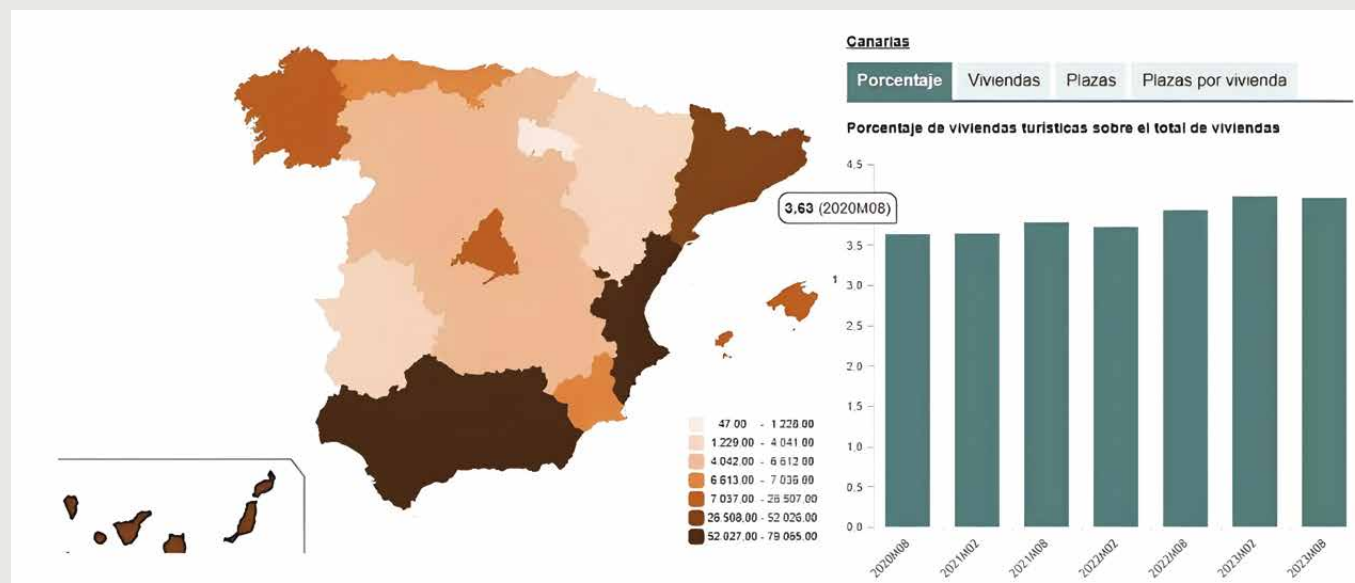 Canarias
Porcentaje Viviendas Plazas Plazas por vivienda
Porcentaje de viviendas turísticas sobre el total de viviendas
4.5
3,63 (2020M08)
3.5
3.0
2.0
1.5
1.0
0.5
0.0
1
47.00 - 1 228.00
1 229.00 - 4 041 00
4 042.00 - 6 612 00
6 613 00 - 7 036 00
7 037.00 - 26 507.00
26 508.00 - 52 026.00
52 027.00 - 79 065.00
2020M08
2021M02
2021M08
2022M02
2022M08
2023M02
2023M08